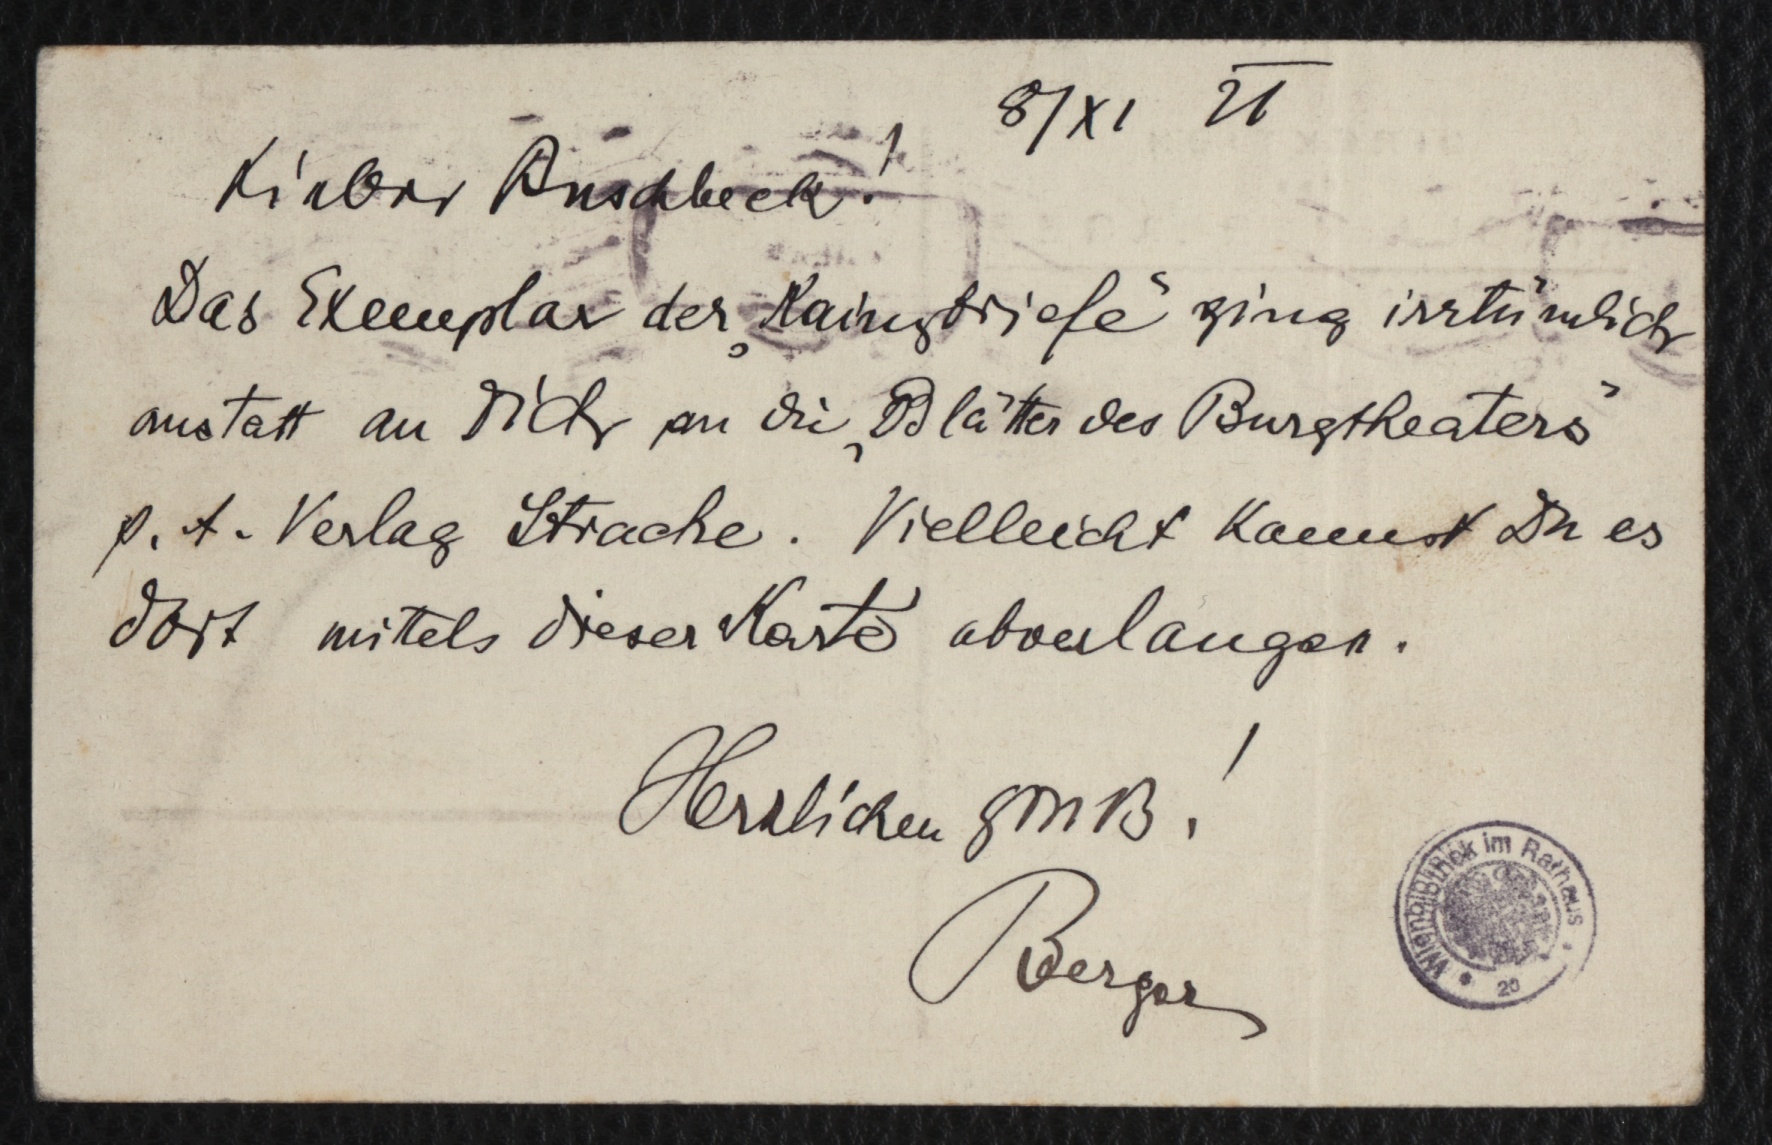 8/XI 21
Lieber Buschbeck!
Das Exemplar der „Kainzbriefe“ ging irrtümlich
anstatt an Dich an die „Blätter des Burgtheaters“
p. A. Verlag Strache. Vielleicht kannst Du es
dort mittels dieser Karte abverlangen.
Herzlichen Gruß!
Berger
Wienbibliothek im Rathaus
20